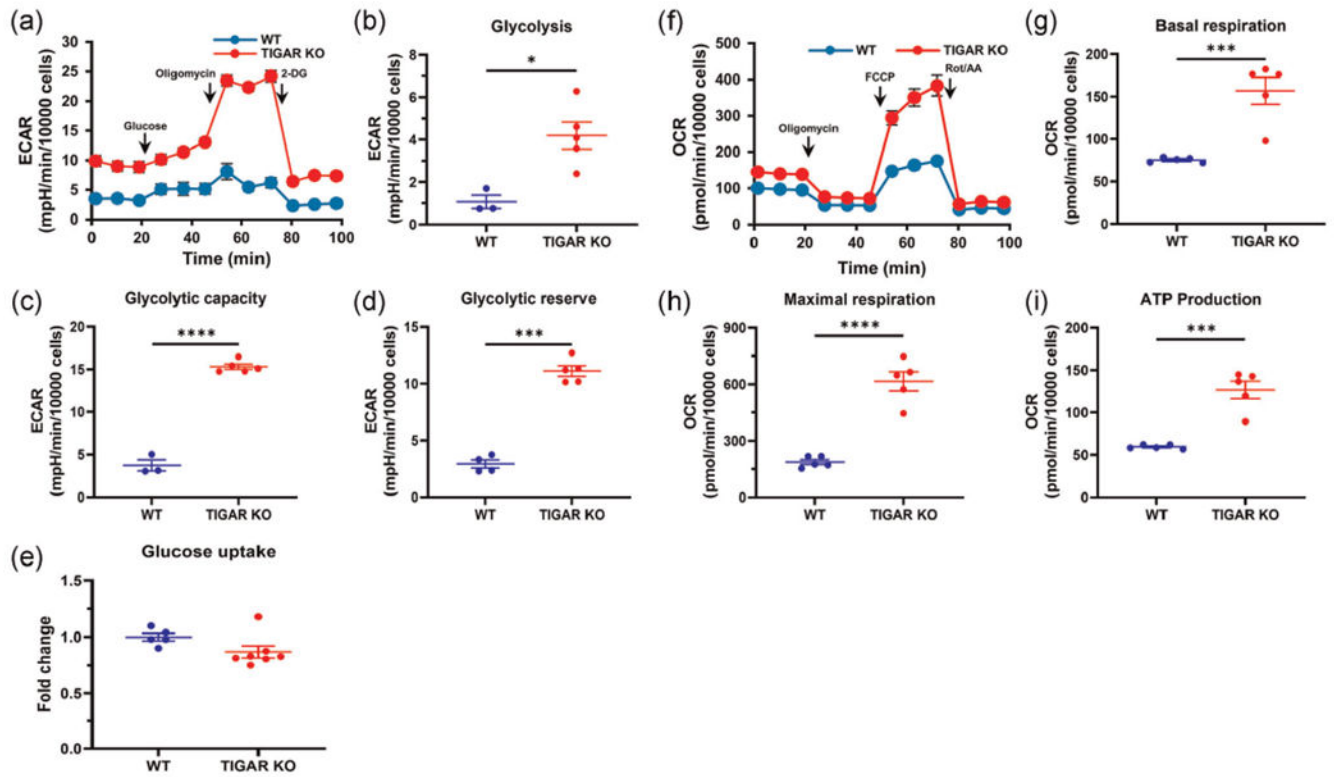 (a)
WT
TIGAR KO
Oligomycin
2-DG
Glucose
ECAR
(mpH/min/10000 cells)
30
25
20
15
10
5
0
0 20 40 60 80 100
Time (min)
(b)
Glycolysis
*
ECAR
(mpH/min/10000 cells)
8
6
4
2
0
WT TIGAR KO
(f)
WT TIGAR KO
FCCP
Rot/AA
Oligomycin
OCR
(pmol/min/10000 cells)
500
400
300
200
100
0
0 20 40 60 80 100
Time (min)
(g)
Basal respiration
***
OCR
(pmol/min/10000 cells)
200
150
100
50
0
WT TIGAR KO
(c)
Glycolytic capacity
****
ECAR
(mpH/min/10000 cells)
20
15
10
5
0
WT TIGAR KO
(d)
Glycolytic reserve
***
ECAR
(mpH/min/10000 cells)
15
10
5
0
WT TIGAR KO
(h)
Maximal respiration
****
OCR
(pmol/min/10000 cells)
900
600
300
0
WT TIGAR KO
(i)
ATP Production
***
OCR
(pmol/min/10000 cells)
200
150
100
50
0
WT TIGAR KO
(e)
Glucose uptake
Fold change
1.5
1.0
0.5
0.0
WT TIGAR KO